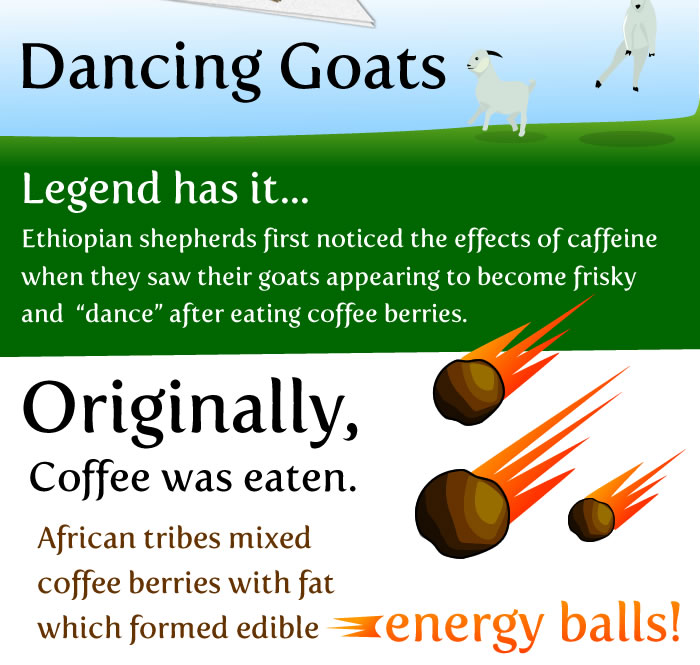 Dancing Goats
Legend has it...
Ethiopian shepherds first noticed the effects of caffeine
when they saw their goats appearing to become frisky
and “dance” after eating coffee berries.
Originally,
Coffee was eaten.
African tribes mixed
coffee berries with fat
which formed edible energy balls!